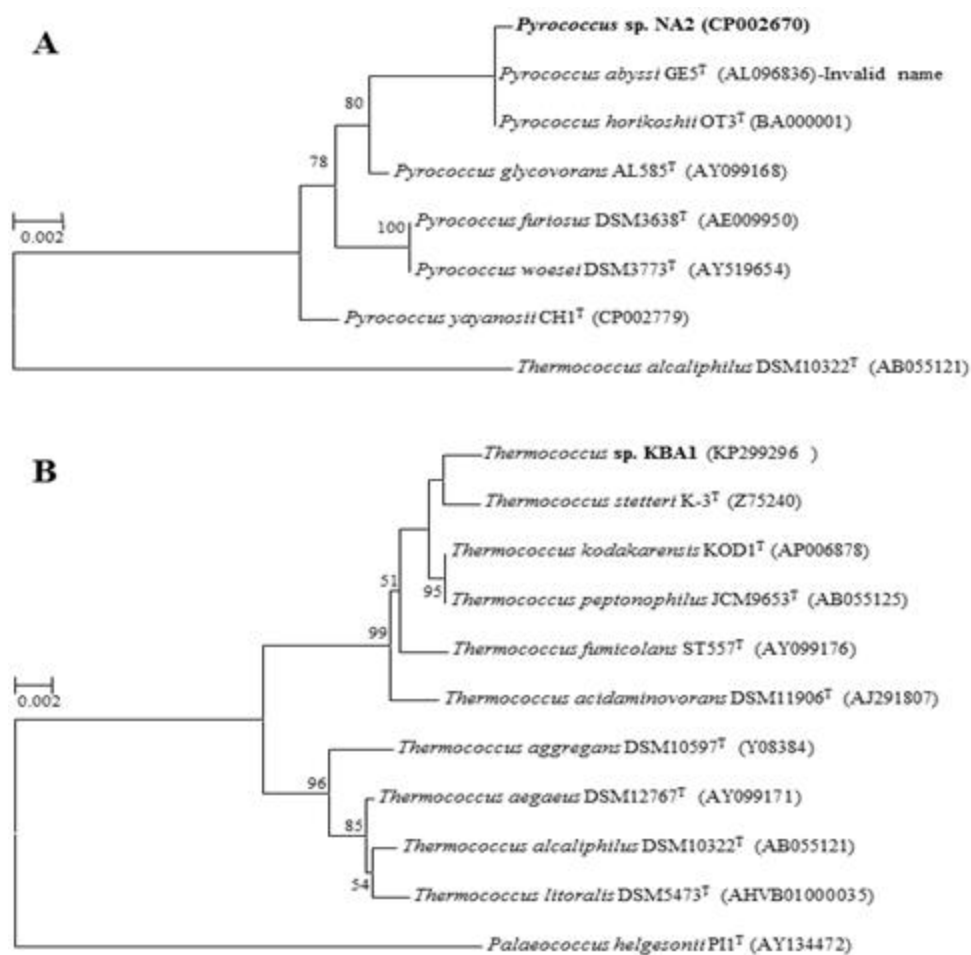 A
Pyrococcus sp. NA2 (CP002670)
Pyrococcus abyssi GE5ᵀ (AL096836)-Invalid name
80
Pyrococcus horikoshii OT3ᵀ (BA000001)
78
Pyrococcus glycovorans AL585ᵀ (AY099168)
Pyrococcus furiosus DSM3638ᵀ (AE009950)
100
0.002
Pyrococcus woesei DSM3773ᵀ (AY519654)
Pyrococcus yayanosii CH1ᵀ (CP002779)
Thermococcus alcaliphilus DSM10322ᵀ (AB055121)
B
Thermococcus sp. KBA1 (KP299296 )
Thermococcus stetteri K-3ᵀ (Z75240)
Thermococcus kodakarensis KOD1ᵀ (AP006878)
51
95
Thermococcus peptonophilus JCM9653ᵀ (AB055125)
99
Thermococcus fumicolans ST557ᵀ (AY099176)
0.002
Thermococcus acidaminovorans DSM11906ᵀ (AJ291807)
Thermococcus aggregans DSM10597ᵀ (Y08384)
96
Thermococcus aegaeus DSM12767ᵀ (AY099171)
85
Thermococcus alcaliphilus DSM10322ᵀ (AB055121)
54
Thermococcus litoralis DSM5473ᵀ (AHVB01000035)
Palaeococcus helgesonii PI1ᵀ (AY134472)